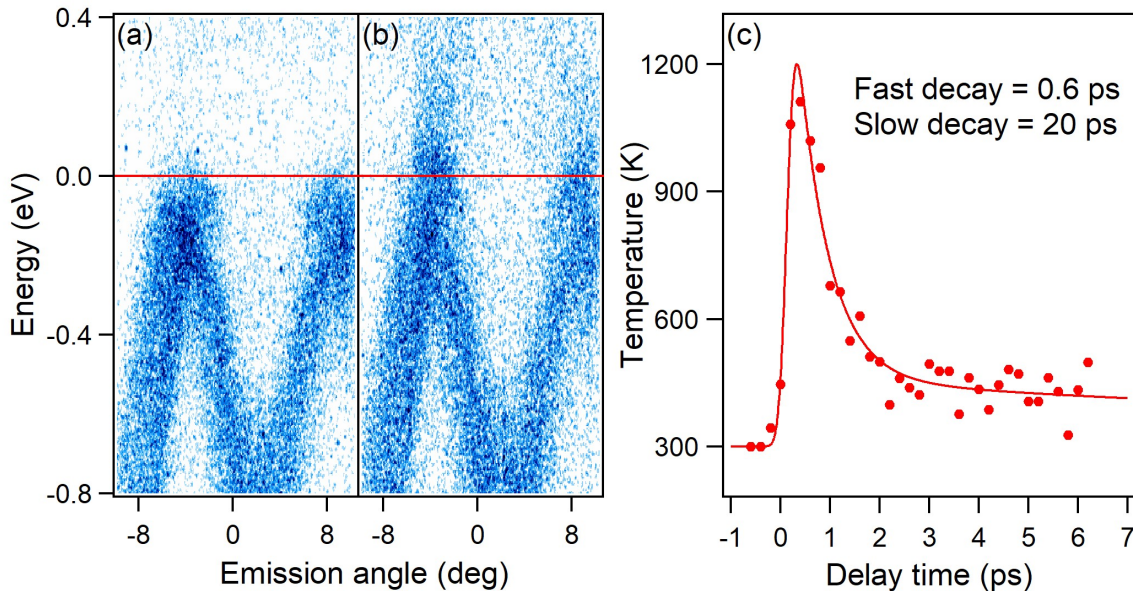 (a)
(b)
(c)
0.4
0.0
-0.4
-0.8
Energy (eV)
-8
0
8
-8
0
8
Emission angle (deg)
Fast decay = 0.6 ps
Slow decay = 20 ps
1200
900
600
300
Temperature (K)
-1
0
1
2
3
4
5
6
7
Delay time (ps)